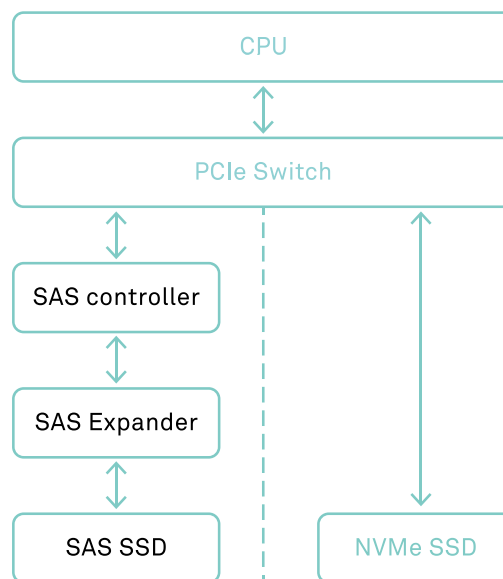 CPU
PCIe Switch
SAS controller
SAS Expander
SAS SSD
NVMe SSD